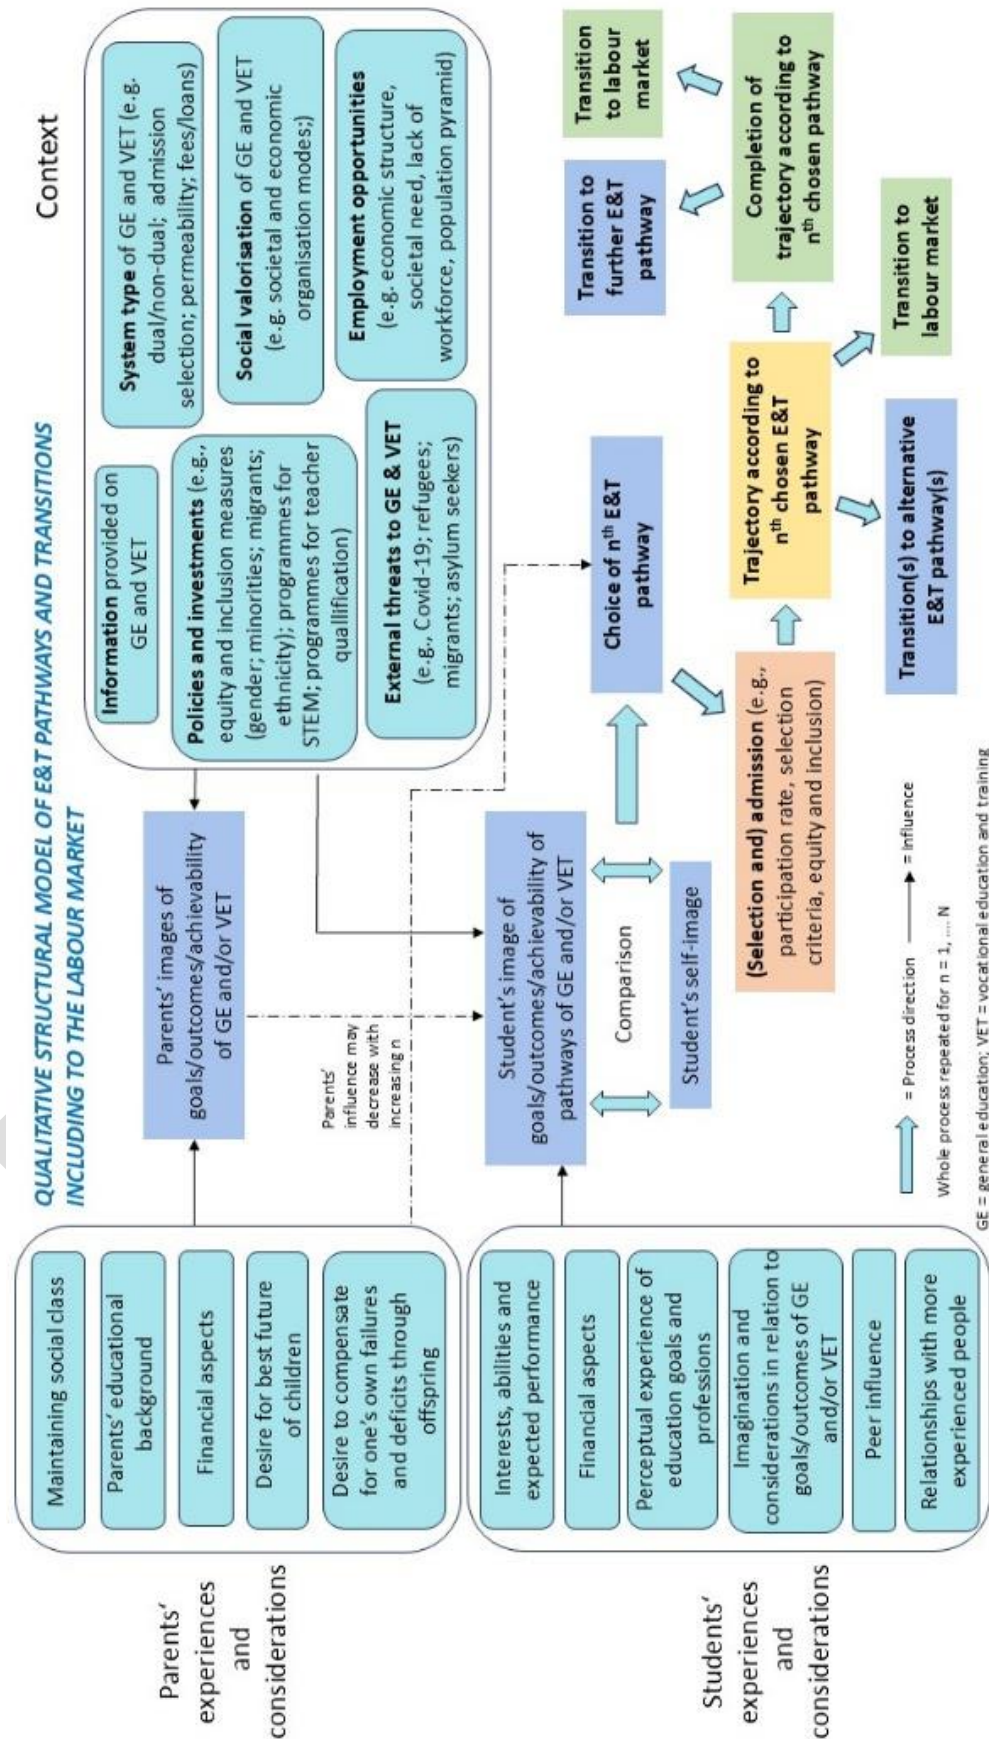 QUALITATIVE STRUCTURAL MODEL OF E&T PATHWAYS AND TRANSITIONS
INCLUDING TO THE LABOUR MARKET
Context
Parents'
experiences
and
considerations
Maintaining social class
Parents' educational
background
Financial aspects
Desire for best future
of children
Desire to compensate
for one's own failures
and deficits through
offspring
Parents' images of
goals/outcomes/achievability
of GE and/or VET
Information provided on
GE and VET
Policies and investments (e.g.,
equity and inclusion measures
(gender; minorities; migrants;
ethnicity); programmes for
STEM; programmes for teacher
quallification)
External threats to GE & VET
(e.g., Covid-19; refugees;
migrants; asylum seekers)
System type of GE and VET (e.g.
dual/non-dual; admission
selection; permeability; fees/loans)
Social valorisation of GE and VET
(e.g. societal and economic
organisation modes;)
Employment opportunities
(e.g. economic structure,
societal need, lack of
workforce, population pyramid)
Parents'
influence may
decrease with
increasing n
Students'
experiences
and
considerations
Interests, abilities and
expected performance
Financial aspects
Perceptual experience of
education goals and
professions
Imagination and
considerations in relation to
goals/outcomes of GE
and/or VET
Peer influence
Relationships with more
experienced people
Student's image of
goals/outcomes/achievability of
pathways of GE and/or VET
Comparison
Student's self-image
Choice of nth E&T
pathway
(Selection and) admission (e.g.,
participation rate, selection
criteria, equity and inclusion)
Trajectory according to
nth chosen E&T
pathway
Transition(s) to alternative
E&T pathway(s)
Transition to
labour market
Completion of
trajectory according to
nth chosen pathway
Transition to
further E&T
pathway
Transition
to labour
market
= Process direction
= Influence
Whole process repeated for n = 1, .... N
GE = general education; VET = vocational education and training